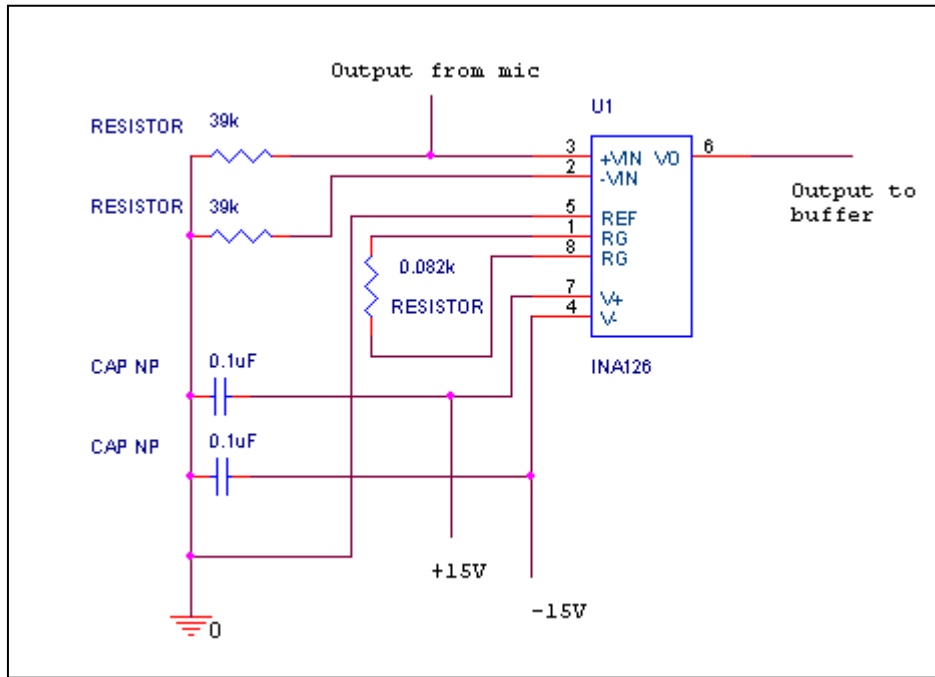 Output from mic
U1
RESISTOR 39k
3 +VIN VO 6
2 -VIN
Output to
buffer
RESISTOR 39k
5 REF
1 RG
8 RG
0.082k
RESISTOR
7 V+
4 V-
INA126
CAP NP 0.1uF
CAP NP 0.1uF
+15V
-15V
0